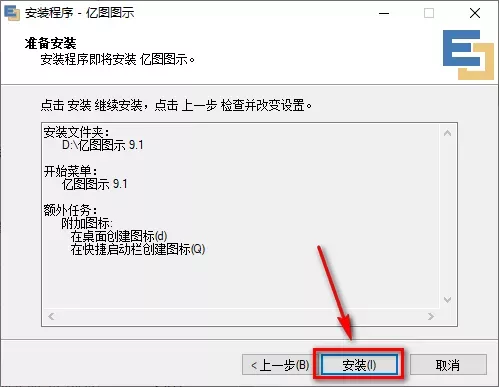 安装程序 - 亿图图示
准备安装
安装程序即将安装 亿图图示。
点击 安装 继续安装，点击 上一步 检查并改变设置。
安装文件夹：
D:\亿图图示 9.1
开始菜单：
亿图图示 9.1
额外任务：
附加图标:
在桌面创建图标(d)
在快捷启动栏创建图标(Q)
< 上一步(B)
安装(I)
取消